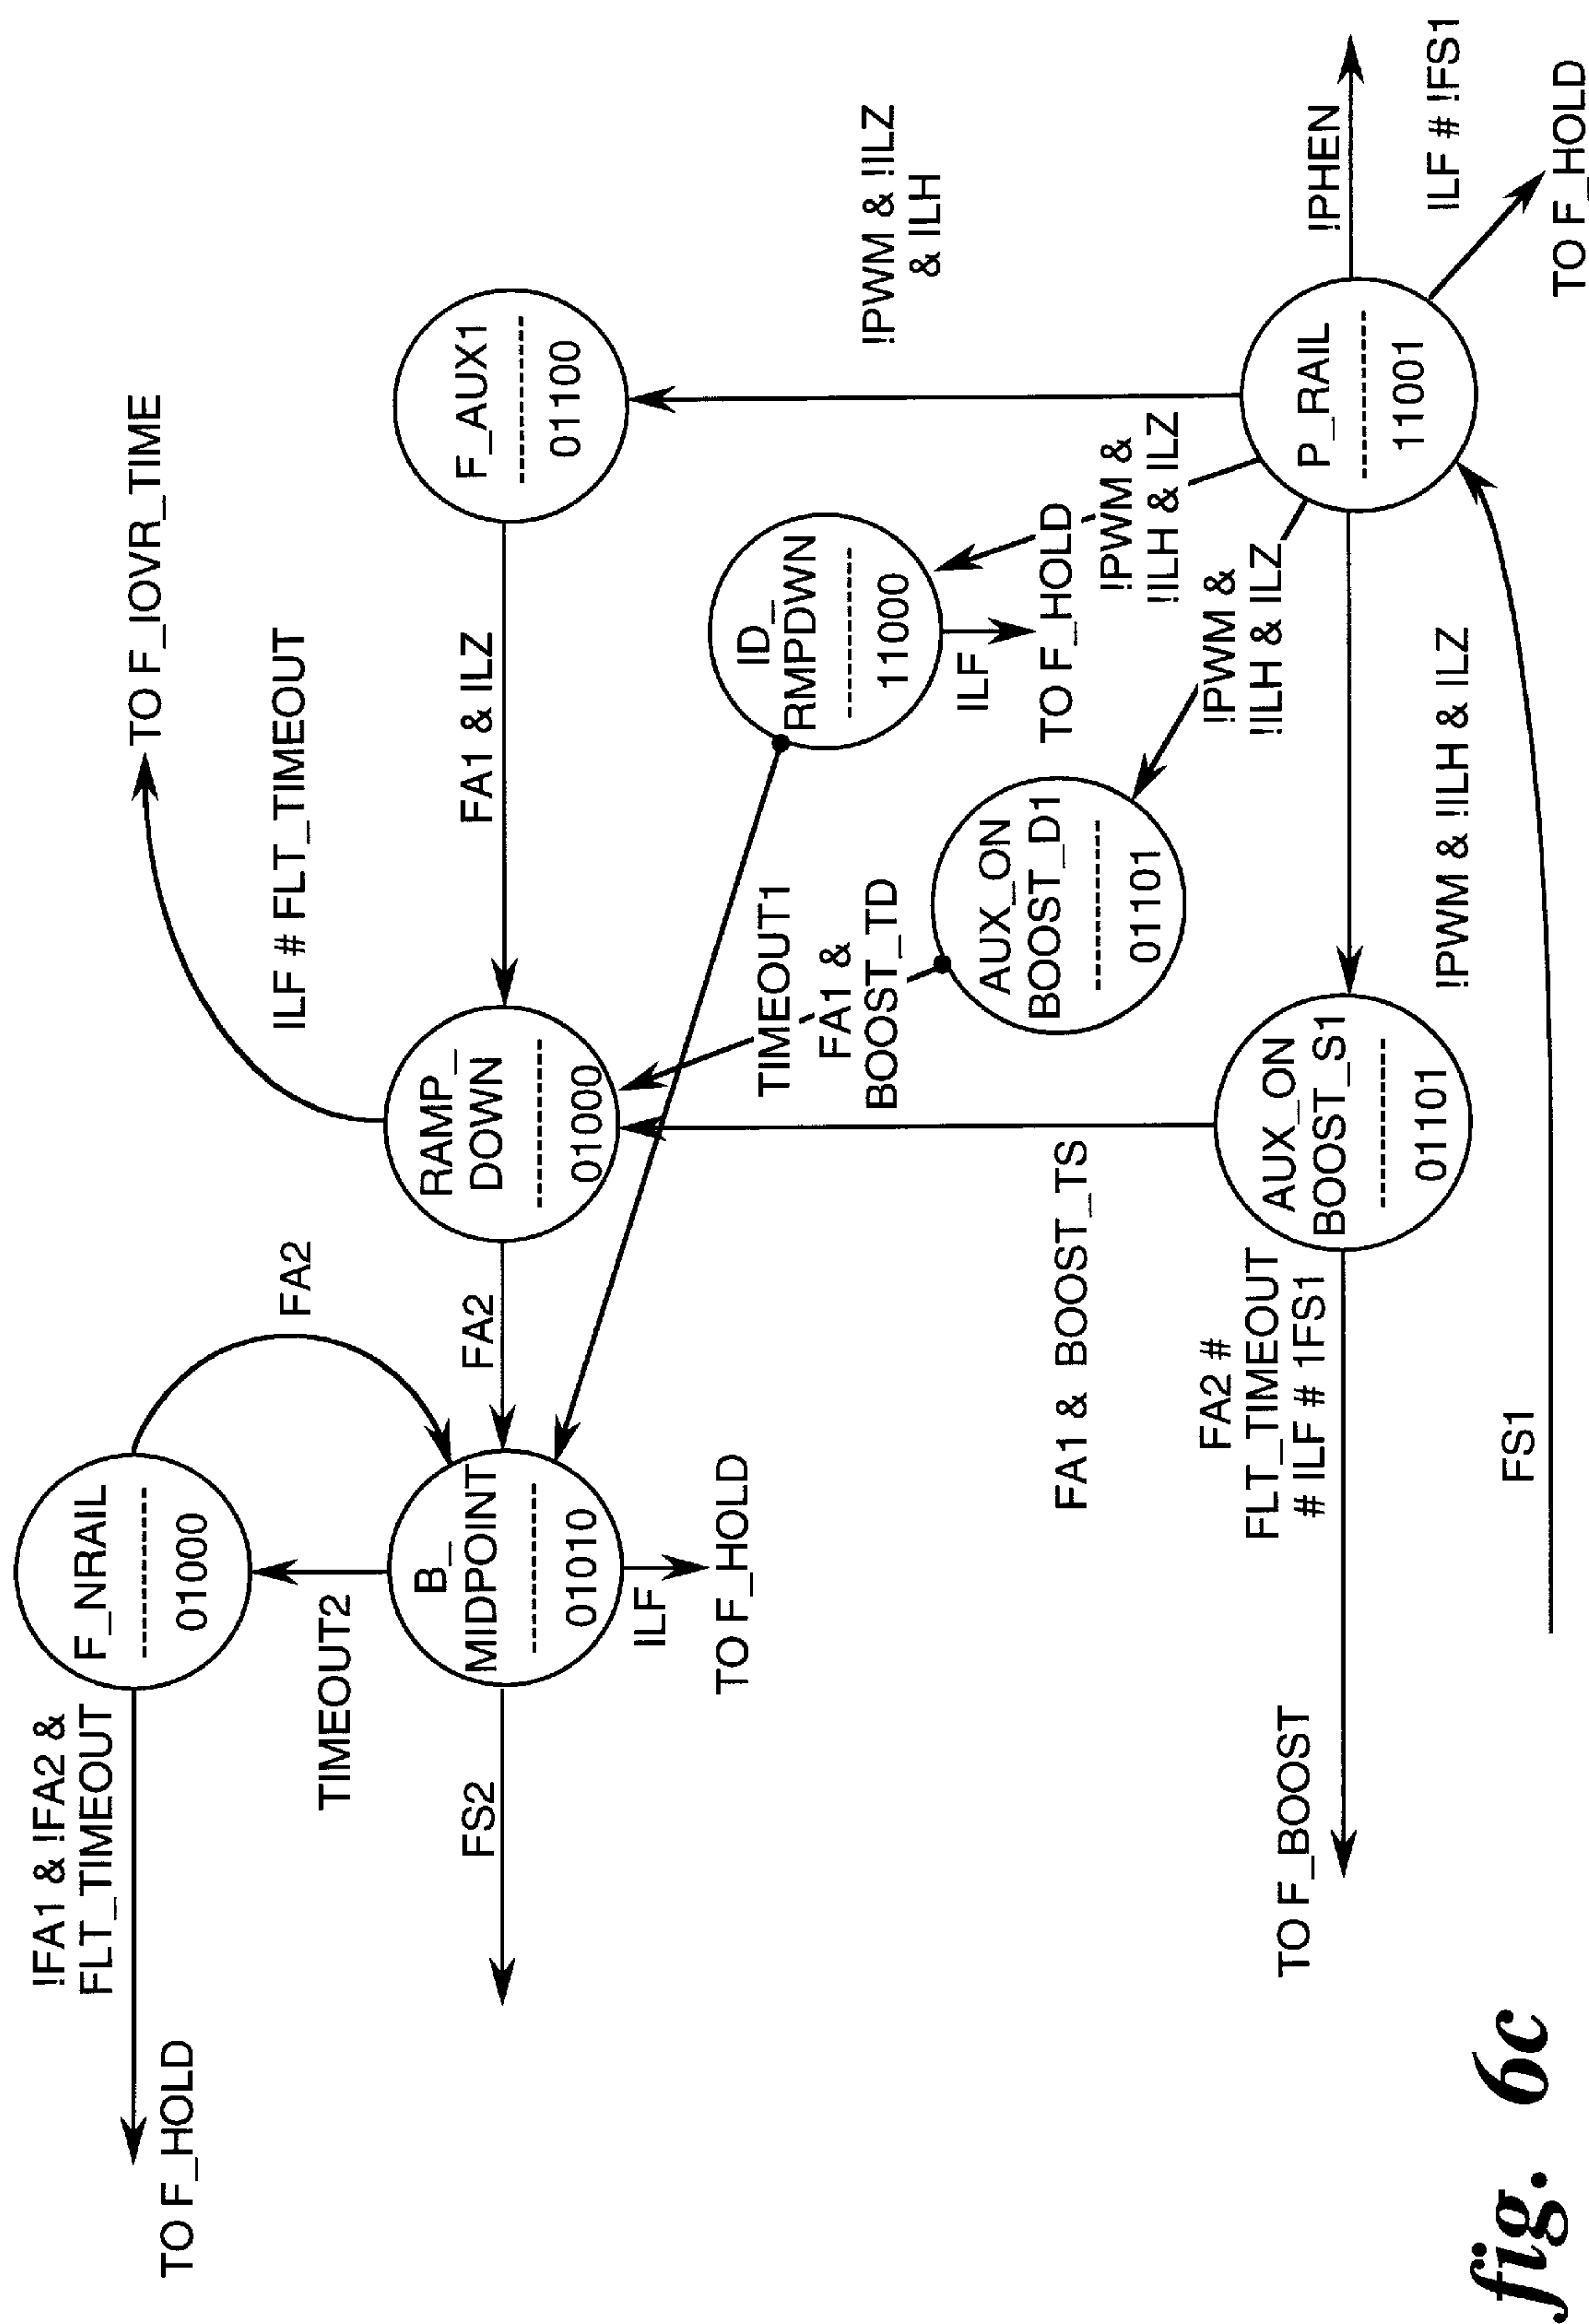 !FA1 & !FA2 &
FLT_TIMEOUT
TO F_HOLD
F_NRAIL
01000
FA2
TIMEOUT2
TO F_IOVR_TIME
ILF # FLT_TIMEOUT
FS2
B_
MIDPOINT
01010
ILF
TO F_HOLD
FA2
RAMP_
DOWN
01000
FA1 & ILZ
F_AUX1
01100
!PWM & !ILZ
& ILH
ID_
RMPDWN
11000
ILF
TO F_HOLD
!PWM &
!ILH & ILZ
TIMEOUT1
FA1 &
BOOST_TD
AUX_ON
BOOST_D1
01101
!PWM &
!ILH & ILZ
FA1 & BOOST_TS
FA2 #
FLT_TIMEOUT
# ILF # 1FS1
TO F_BOOST
AUX_ON
BOOST_S1
01101
!PWM & !ILH & ILZ
P_RAIL
11001
!PHEN
ILF # !FS1
TO F_HOLD
FS1
fig. 6c